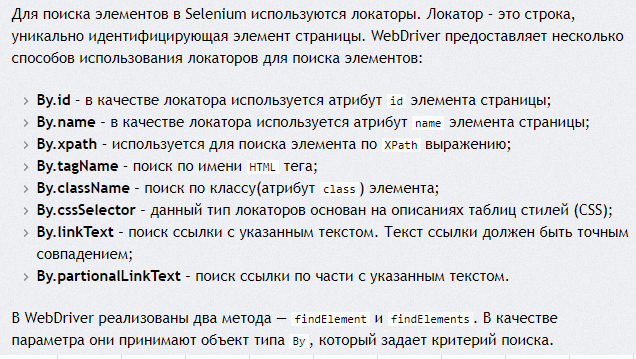 Для поиска элементов в Selenium используются локаторы. Локатор – это строка,
уникально идентифицирующая элемент страницы. WebDriver предоставляет несколько
способов использования локаторов для поиска элементов:
By.id – в качестве локатора используется атрибут id элемента страницы;
By.name – в качестве локатора используется атрибут name элемента страницы;
By.xpath – используется для поиска элемента по XPath выражению;
By.tagName – поиск по имени HTML тега;
By.className – поиск по классу(атрибут class) элемента;
By.cssSelector – данный тип локаторов основан на описаниях таблиц стилей (CSS);
By.linkText – поиск ссылки с указанным текстом. Текст ссылки должен быть точным
совпадением;
By.partionalLinkText – поиск ссылки по части с указанным текстом.
В WebDriver реализованы два метода — findElement и findElements. В качестве
параметра они принимают объект типа By, который задает критерий поиска.